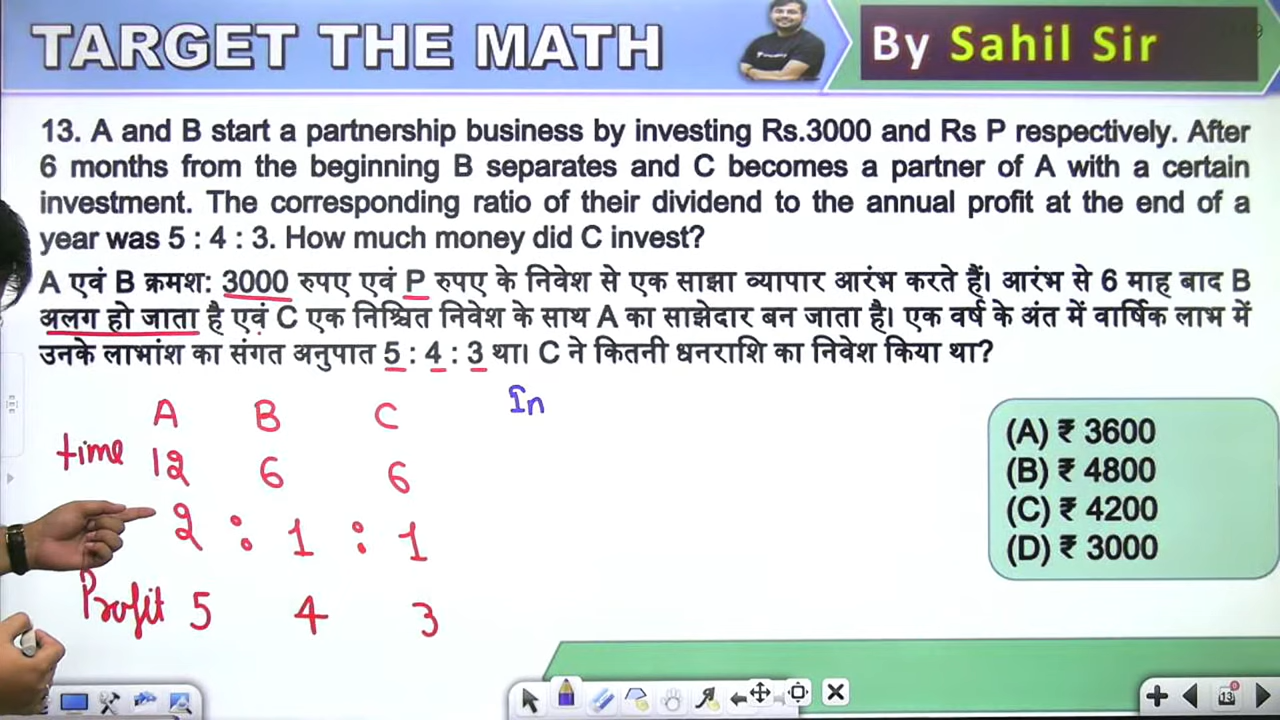 TARGET THE MATH
By Sahil Sir
13. A and B start a partnership business by investing Rs.3000 and Rs P respectively. After
6 months from the beginning B separates and C becomes a partner of A with a certain
investment. The corresponding ratio of their dividend to the annual profit at the end of a
year was 5 : 4 : 3. How much money did C invest?
A एवं B क्रमश: 3000 रुपए एवं P रुपए के निवेश से एक साझा व्यापार आरंभ करते हैं। आरंभ से 6 माह बाद B
अलग हो जाता है एवं C एक निश्चित निवेश के साथ A का साझेदार बन जाता है। एक वर्ष के अंत में वार्षिक लाभ में
उनके लाभांश का संगत अनुपात 5 : 4 : 3 था। C ने कितनी धनराशि का निवेश किया था?
A B C In
time 12 6 6
2 : 1 : 1
Profit 5 4 3
(A) ₹ 3600
(B) ₹ 4800
(C) ₹ 4200
(D) ₹ 3000
13